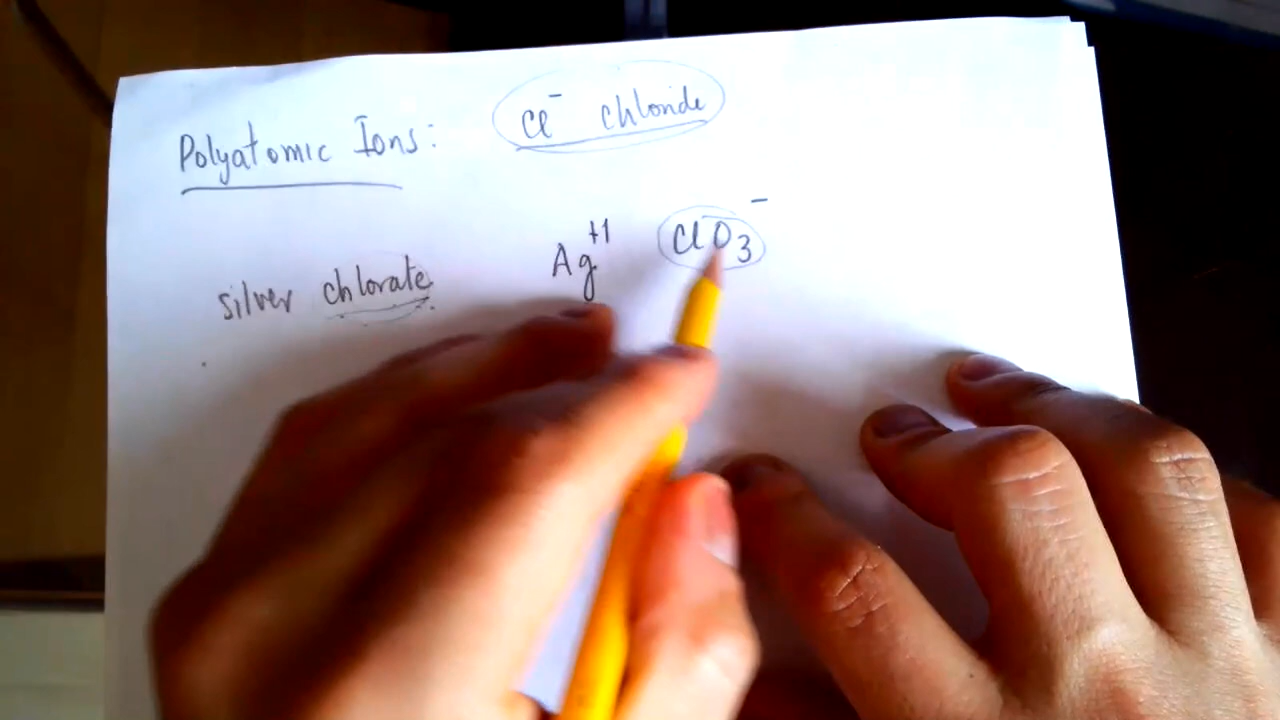 Polyatomic Ions: Cl⁻ chloride
silver chlorate Ag⁺¹ ClO₃⁻